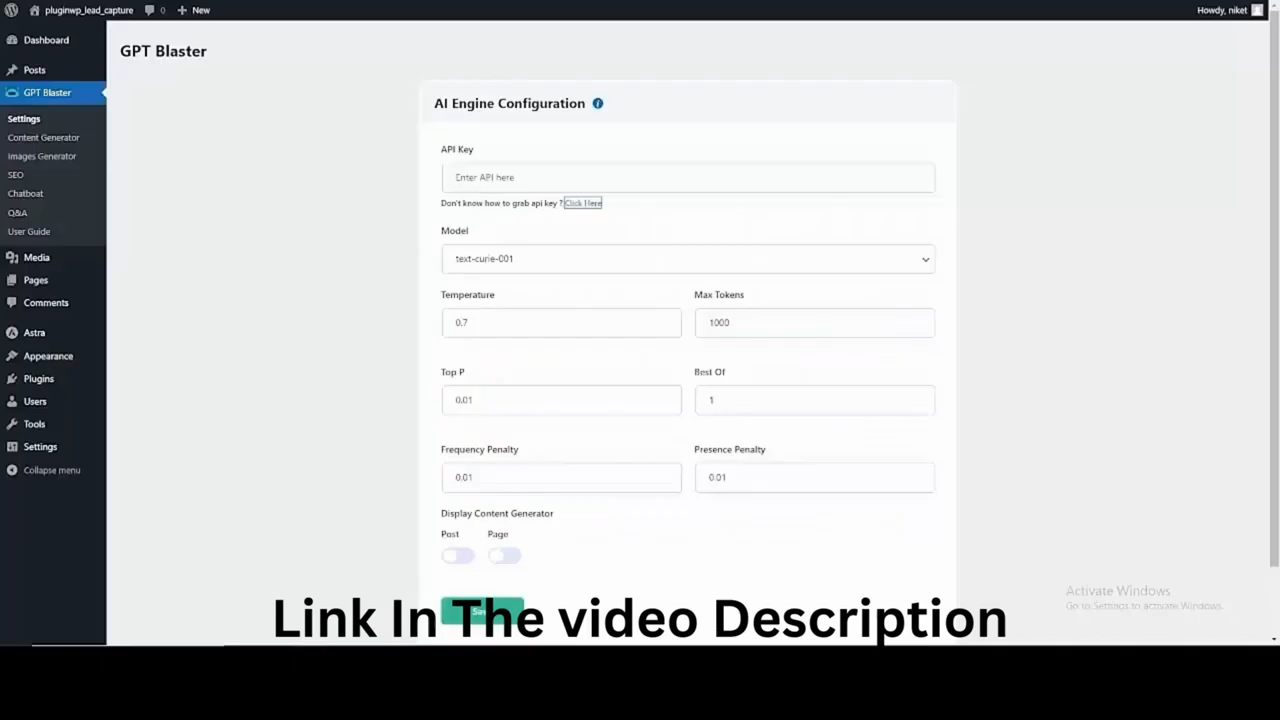 pluginwp_lead_capture 0 New Howdy, niket
Dashboard
Posts
GPT Blaster
Settings
Content Generator
Images Generator
SEO
Chatboat
Q&A
User Guide
Media
Pages
Comments
Astra
Appearance
Plugins
Users
Tools
Settings
Collapse menu
GPT Blaster
AI Engine Configuration
API Key
Enter API here
Don't know how to grab api key ? Click Here
Model
text-curie-001
Temperature Max Tokens
0.7 1000
Top P Best Of
0.01 1
Frequency Penalty Presence Penalty
0.01 0.01
Display Content Generator
Post Page
Link In The video Description
Activate Windows
Go to Settings to activate Windows.